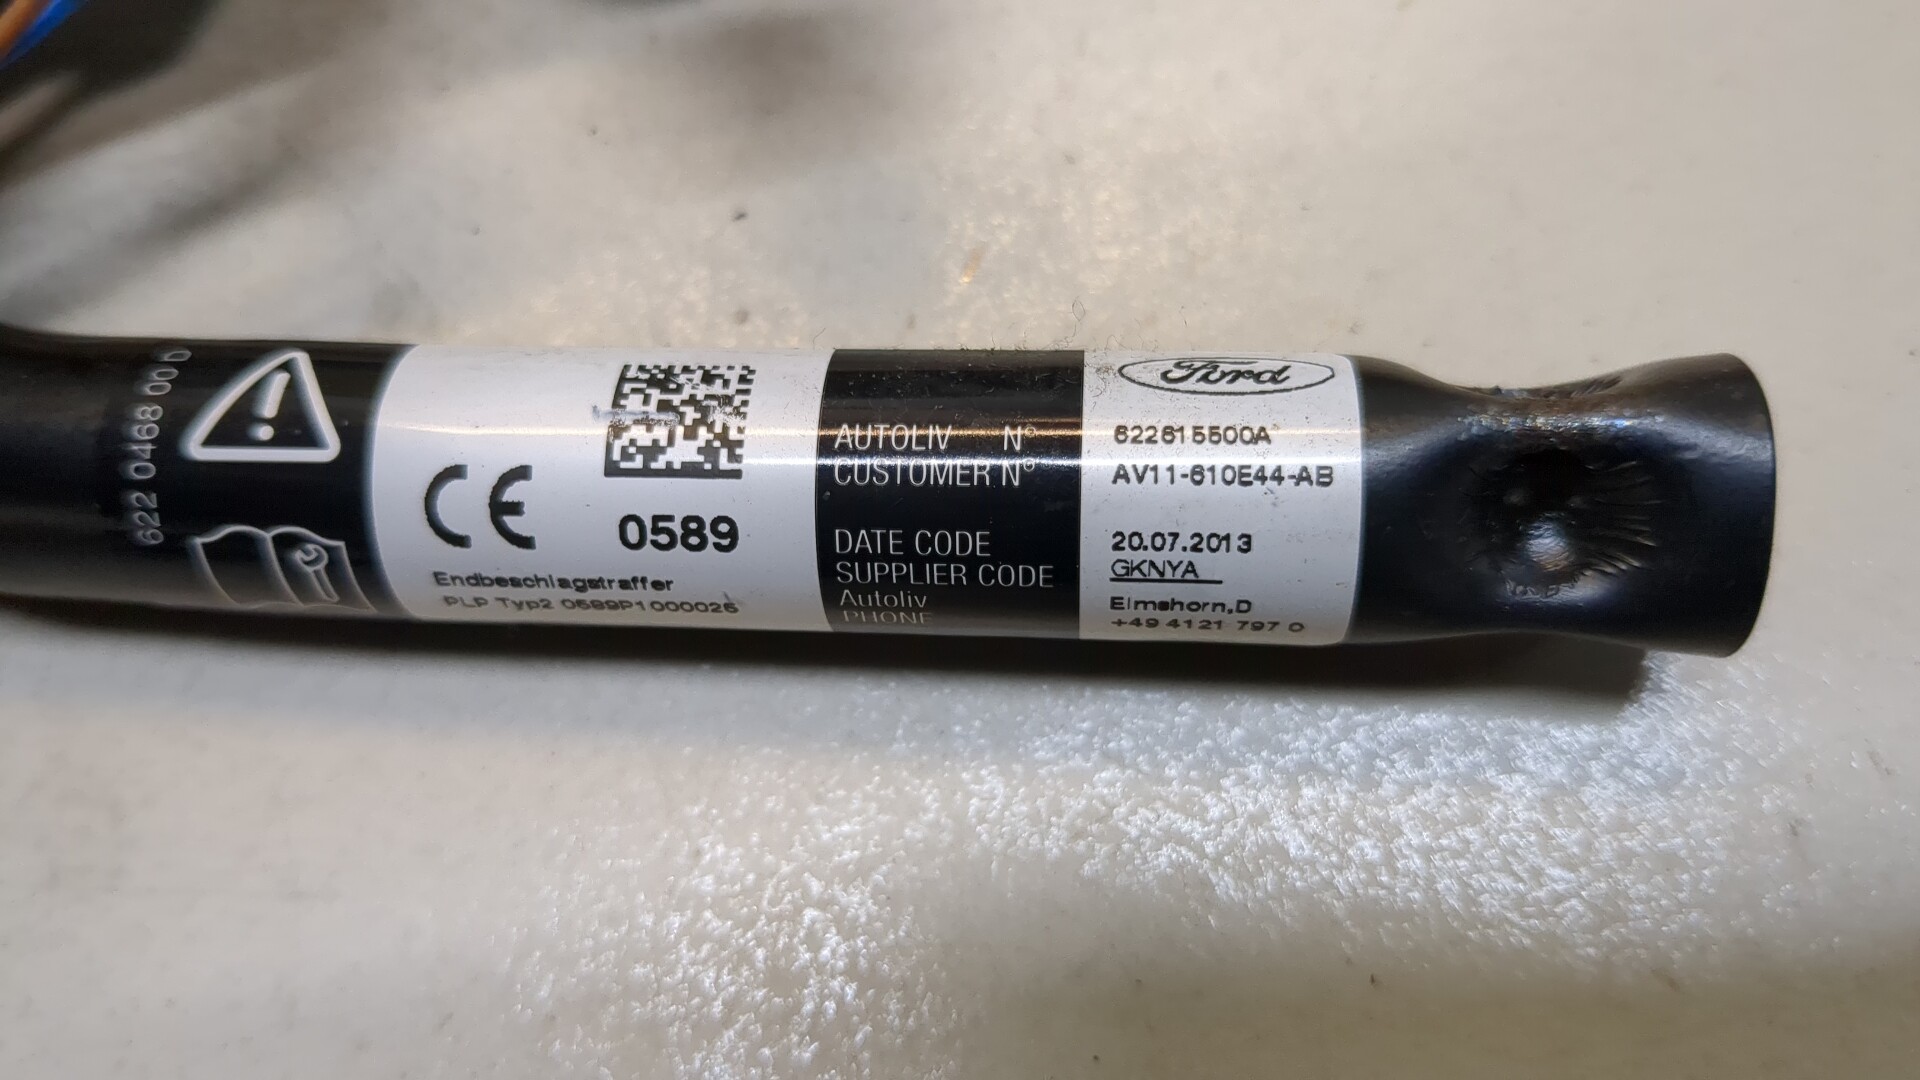 622 0468 00 D
CE
0589
Endbeschlagstraffer
PLP Typ2 0589P1000026
AUTOLIV N°
CUSTOMER N°
DATE CODE
SUPPLIER CODE
Autoliv
PHONE
Ford
622615500A
AV11-610E44-AB
20.07.2013
GKNYA
Elmshorn,D
+49 4121 797 0